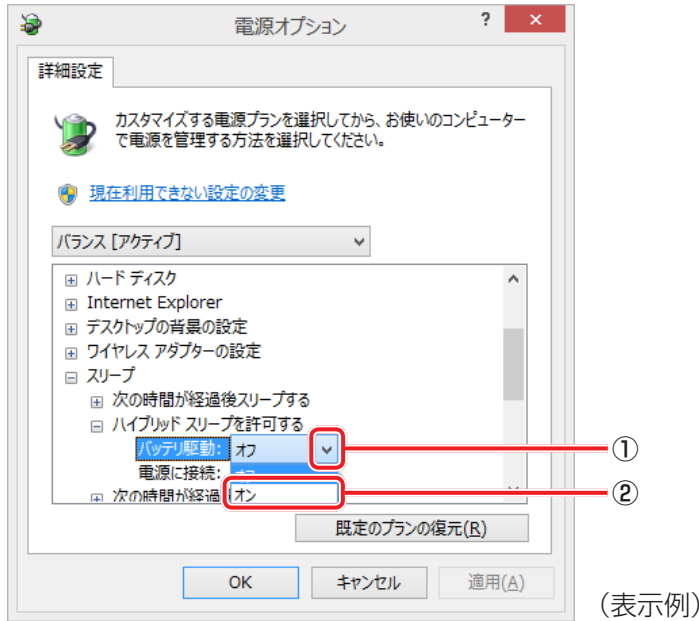 電源オプション
?
×
詳細設定
カスタマイズする電源プランを選択してから、お使いのコンピューター
で電源を管理する方法を選択してください。
現在利用できない設定の変更
バランス [アクティブ]
ハード ディスク
Internet Explorer
デスクトップの背景の設定
ワイヤレス アダプターの設定
スリープ
次の時間が経過後スリープする
ハイブリッド スリープを許可する
バッテリ駆動: オフ
①
電源に接続:
次の時間が経過 オン
②
既定のプランの復元(R)
OK キャンセル 適用(A)
(表示例)